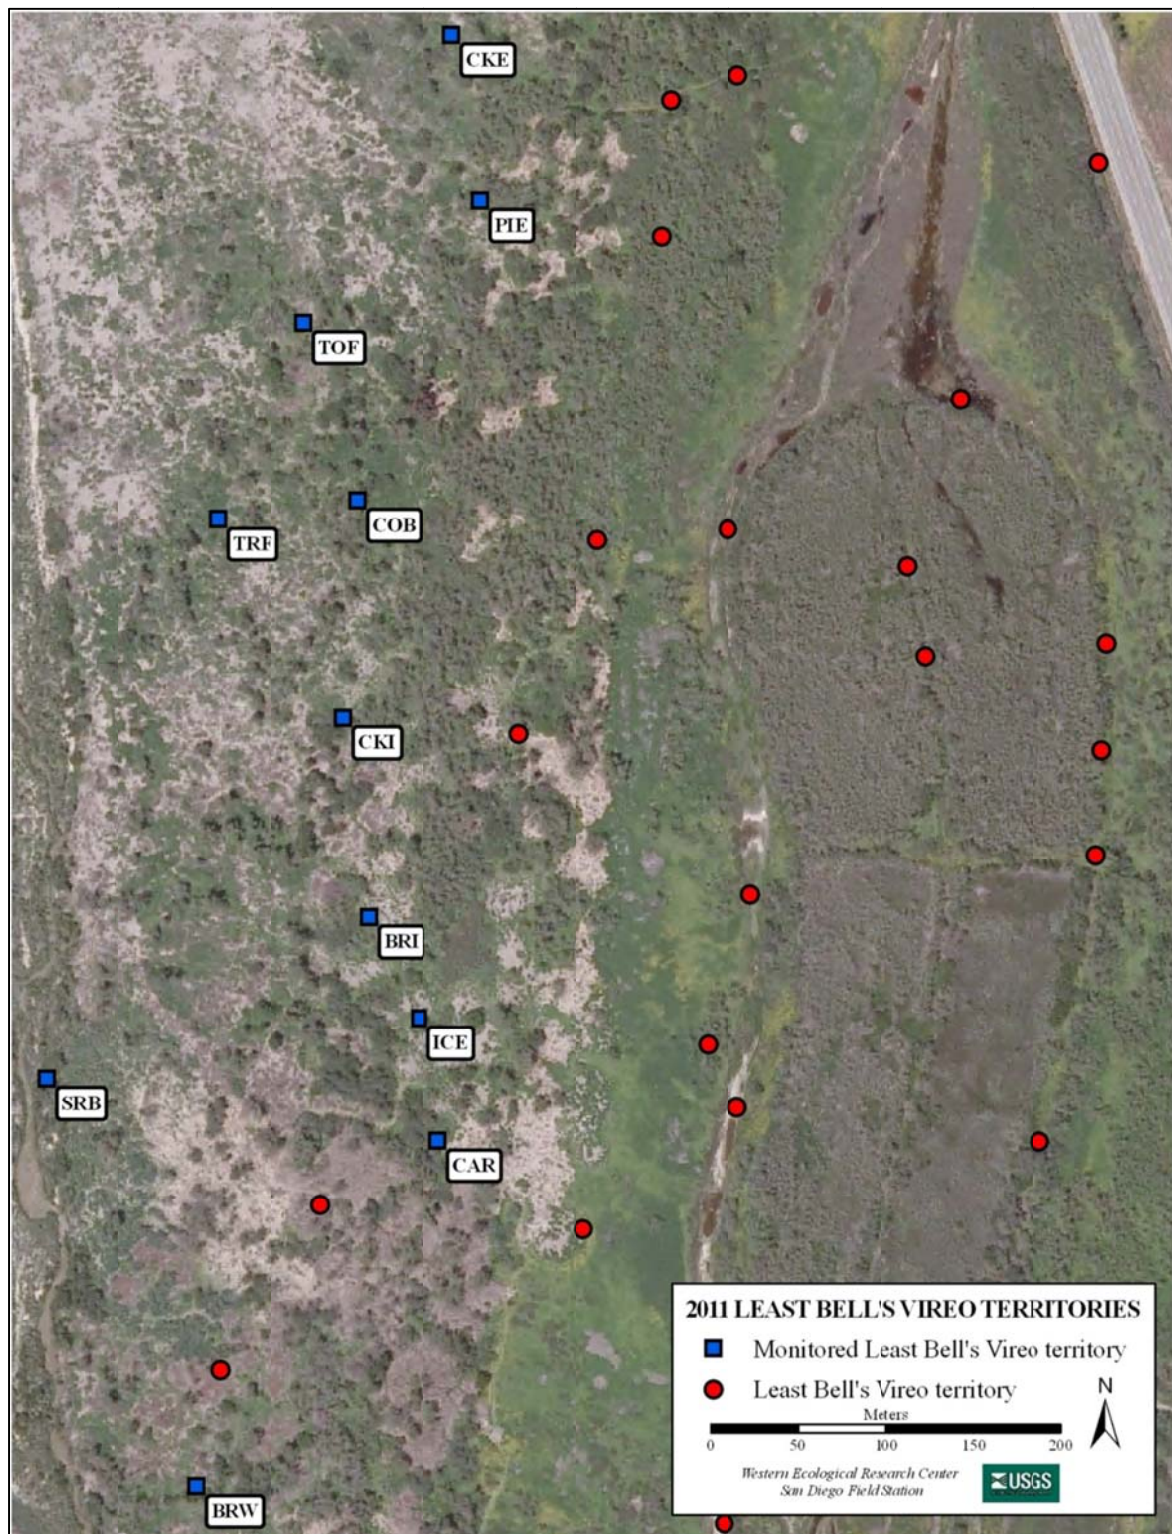 CKE
PIE
TOF
COB
TRF
CKI
BRI
ICE
SRB
CAR
BRW
2011 LEAST BELL'S VIREO TERRITORIES
Monitored Least Bell's Vireo territory
Least Bell's Vireo territory
N
Meters
0 50 100 150 200
Western Ecological Research Center
San Diego Field Station
USGS